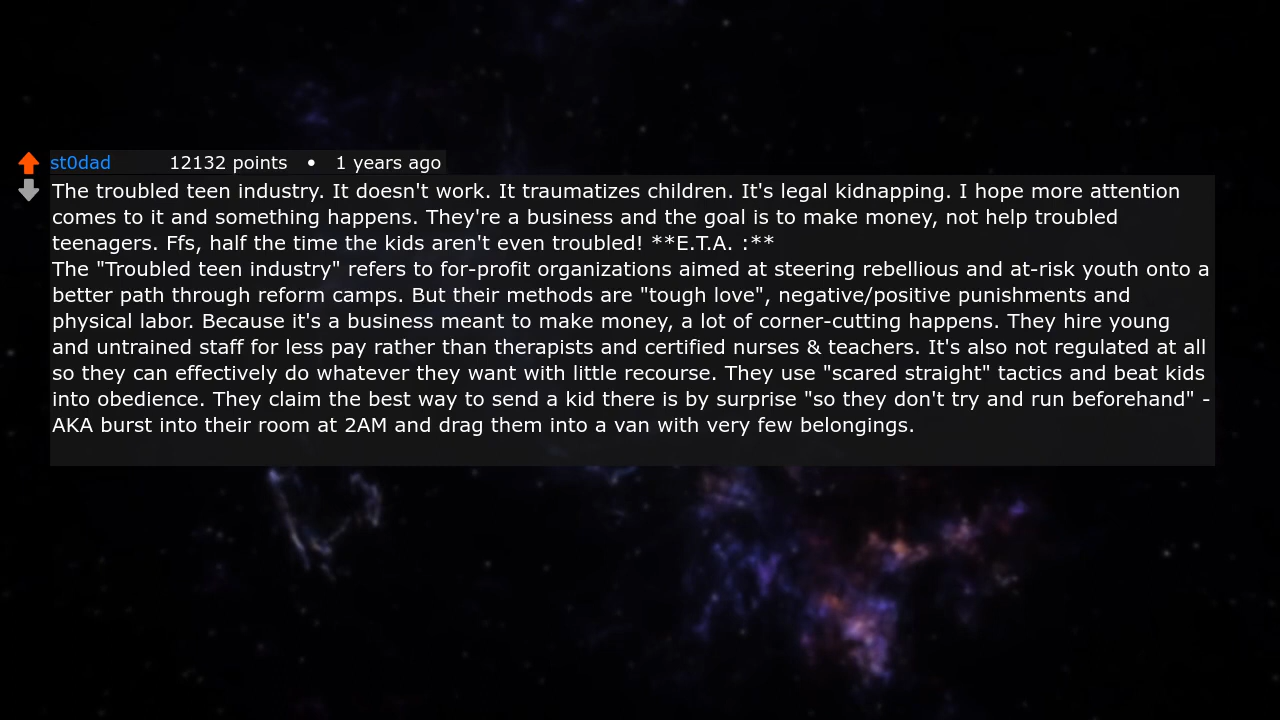 st0dad 12132 points • 1 years ago
The troubled teen industry. It doesn't work. It traumatizes children. It's legal kidnapping. I hope more attention
comes to it and something happens. They're a business and the goal is to make money, not help troubled
teenagers. Ffs, half the time the kids aren't even troubled! **E.T.A. :**
The "Troubled teen industry" refers to for-profit organizations aimed at steering rebellious and at-risk youth onto a
better path through reform camps. But their methods are "tough love", negative/positive punishments and
physical labor. Because it's a business meant to make money, a lot of corner-cutting happens. They hire young
and untrained staff for less pay rather than therapists and certified nurses & teachers. It's also not regulated at all
so they can effectively do whatever they want with little recourse. They use "scared straight" tactics and beat kids
into obedience. They claim the best way to send a kid there is by surprise "so they don't try and run beforehand" -
AKA burst into their room at 2AM and drag them into a van with very few belongings.